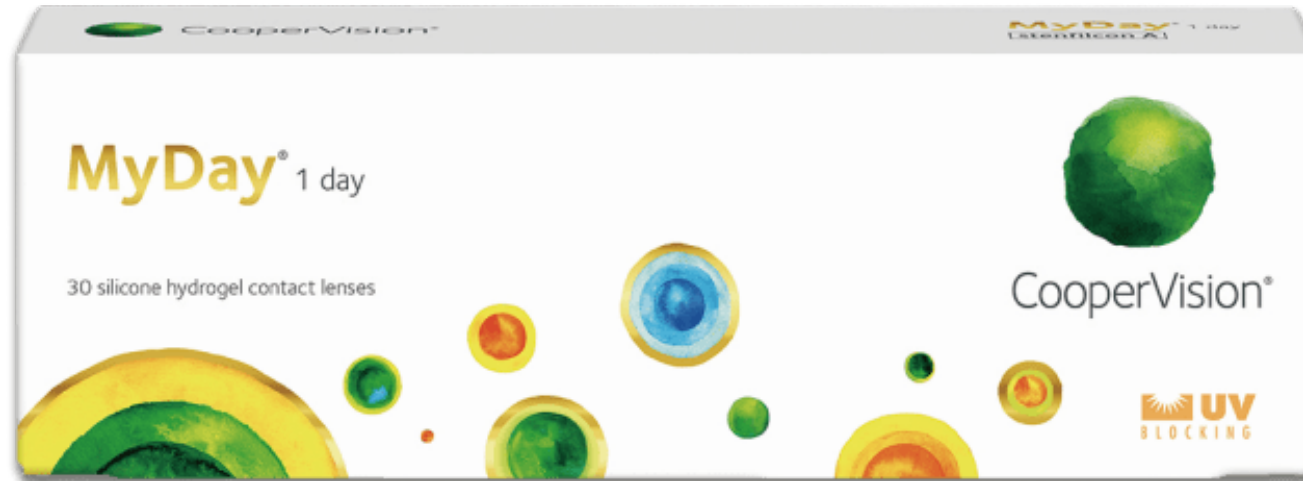 CooperVision®
MyDay® 1 day
[stenfilcon A]
MyDay® 1 day
30 silicone hydrogel contact lenses
CooperVision®
UV
BLOCKING